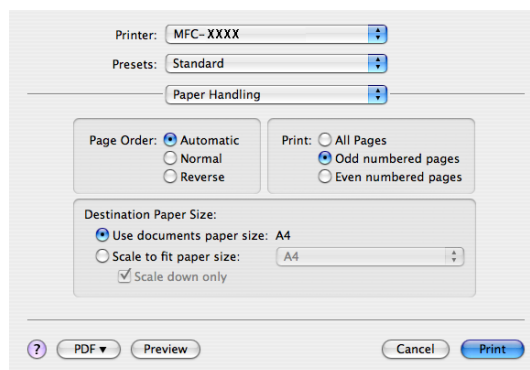 Printer: MFC-XXXX
Presets: Standard
Paper Handling
Page Order: Automatic
Normal
Reverse
Print: All Pages
Odd numbered pages
Even numbered pages
Destination Paper Size:
Use documents paper size: A4
Scale to fit paper size: A4
Scale down only
? PDF▼ Preview Cancel Print